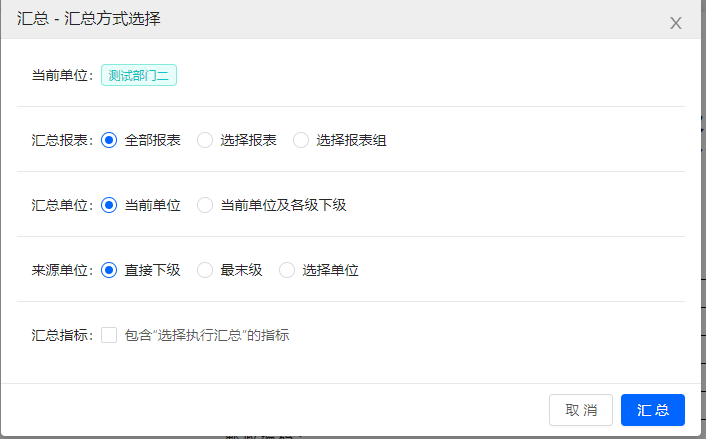 汇总 - 汇总方式选择
当前单位: 测试部门二
汇总报表: 全部报表 选择报表 选择报表组
汇总单位: 当前单位 当前单位及各级下级
来源单位: 直接下级 最末级 选择单位
汇总指标: 包含"选择执行汇总"的指标
取 消 汇 总